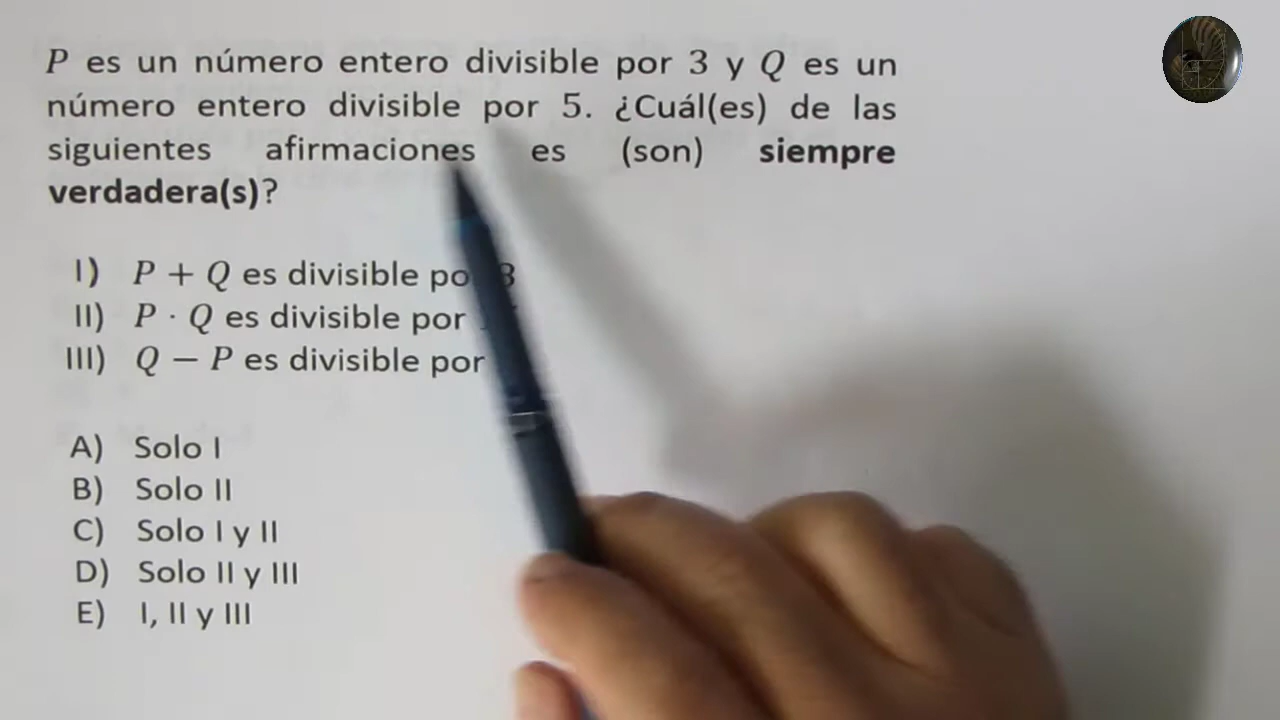 P es un número entero divisible por 3 y Q es un
número entero divisible por 5. ¿Cuál(es) de las
siguientes afirmaciones es (son) siempre
verdadera(s)?
I) P + Q es divisible po 8
II) P · Q es divisible por
III) Q − P es divisible por
A) Solo I
B) Solo II
C) Solo I y II
D) Solo II y III
E) I, II y III